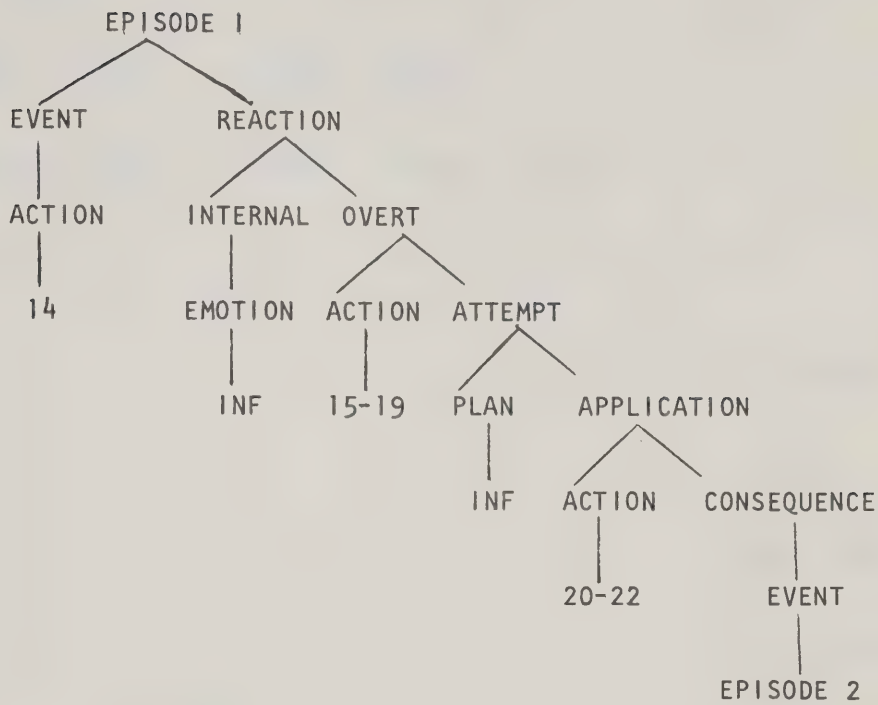 EPISODE 1
EVENT REACTION
ACTION INTERNAL OVERT
14 EMOTION ACTION ATTEMPT
INF 15-19 PLAN APPLICATION
INF ACTION CONSEQUENCE
20-22 EVENT
EPISODE 2